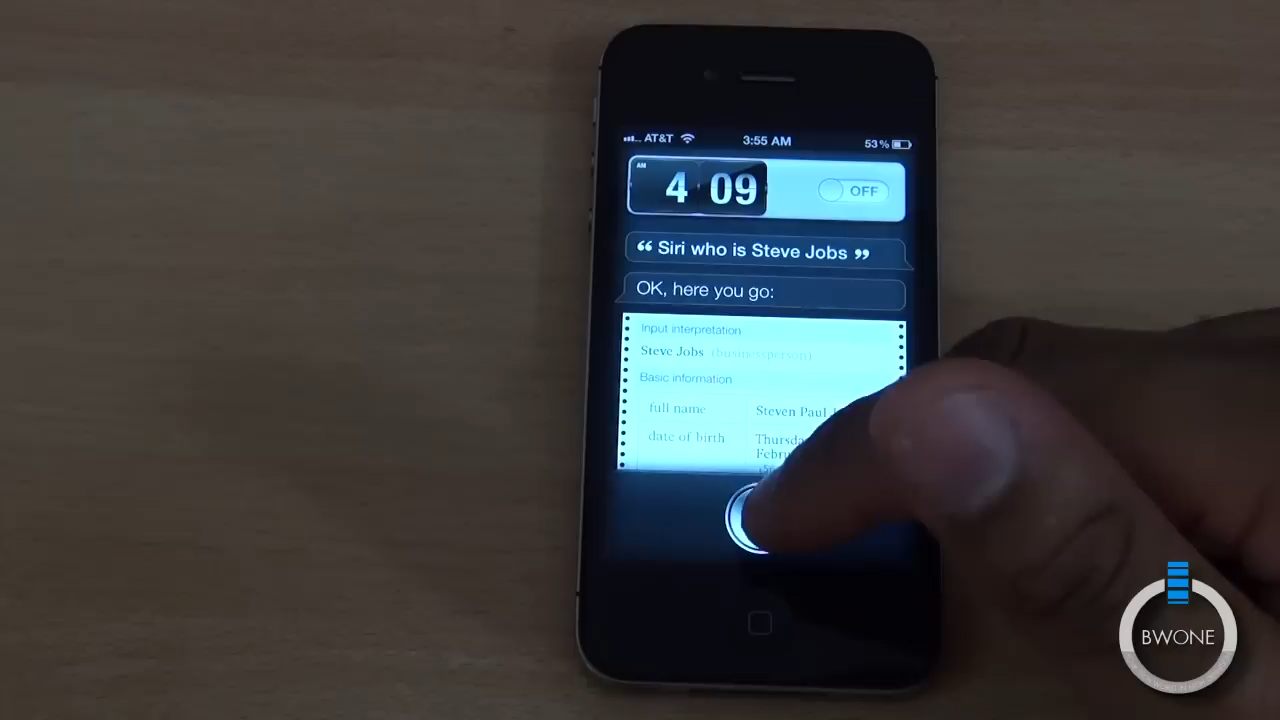 AT&T 3:55 AM 53%
AM
4 09 OFF
“ Siri who is Steve Jobs ”
OK, here you go:
Input interpretation
Steve Jobs (businessperson)
Basic information
full name Steven Paul
date of birth
BWONE